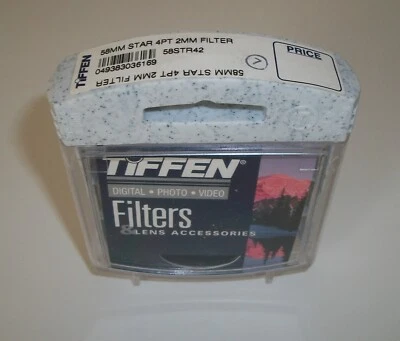 TIFFEN
58MM STAR 4PT 2MM FILTER
58STR42
049383035169
PRICE
58MM STAR 4PT 2MM FILTER
TIFFEN
DIGITAL • PHOTO • VIDEO
Filters
& LENS ACCESSORIES